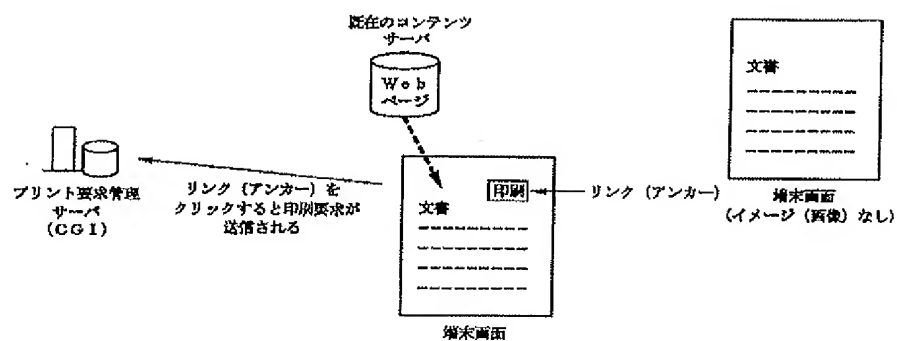 既在のコンテンツ
サーバ
Ｗｅｂ
ページ
文書
印刷
リンク（アンカー）
文書
プリント要求管理
サーバ
（ＣＧＩ）
リンク（アンカー）を
クリックすると印刷要求が
送信される
端末画面
（イメージ（画像）なし）
端末画面